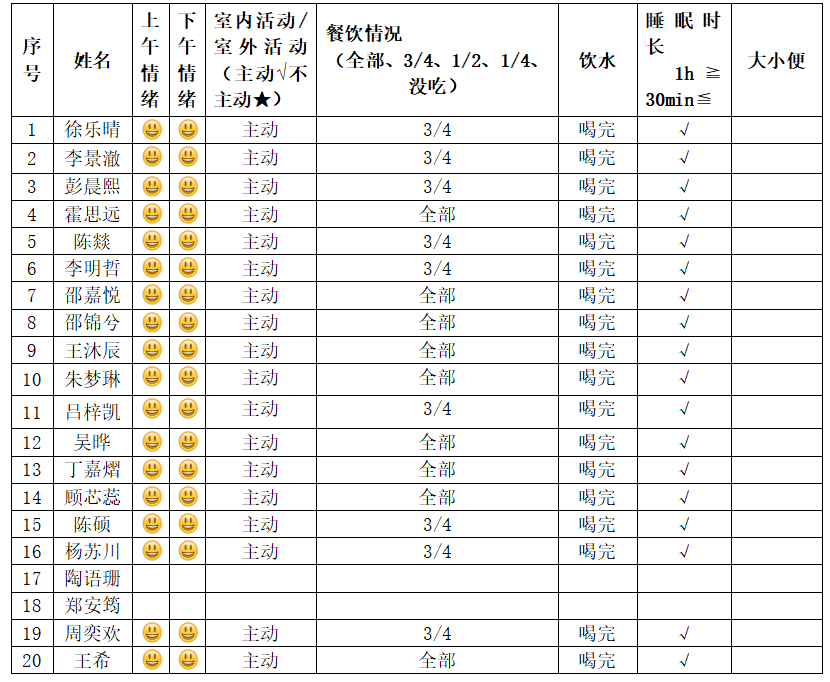 序号 姓名 上午情绪 下午情绪 室内活动/室外活动（主动√不主动★） 餐饮情况（全部、3/4、1/2、1/4、没吃） 饮水 睡眠时长 1h≧ 30min≦ 大小便
1 徐乐晴 😃 😃 主动 3/4 喝完 √
2 李景澈 😃 😃 主动 3/4 喝完 √
3 彭晨熙 😃 😃 主动 3/4 喝完 √
4 霍思远 😃 😃 主动 全部 喝完 √
5 陈燚 😃 😃 主动 3/4 喝完 √
6 李明哲 😃 😃 主动 3/4 喝完 √
7 邵嘉悦 😃 😃 主动 全部 喝完 √
8 邵锦兮 😃 😃 主动 全部 喝完 √
9 王沐辰 😃 😃 主动 全部 喝完 √
10 朱梦琳 😃 😃 主动 全部 喝完 √
11 吕梓凯 😃 😃 主动 3/4 喝完 √
12 吴晔 😃 😃 主动 全部 喝完 √
13 丁嘉熠 😃 😃 主动 全部 喝完 √
14 顾芯蕊 😃 😃 主动 全部 喝完 √
15 陈硕 😃 😃 主动 3/4 喝完 √
16 杨苏川 😃 😃 主动 3/4 喝完 √
17 陶语珊
18 郑安筠
19 周奕欢 😃 😃 主动 3/4 喝完 √
20 王希 😃 😃 主动 全部 喝完 √